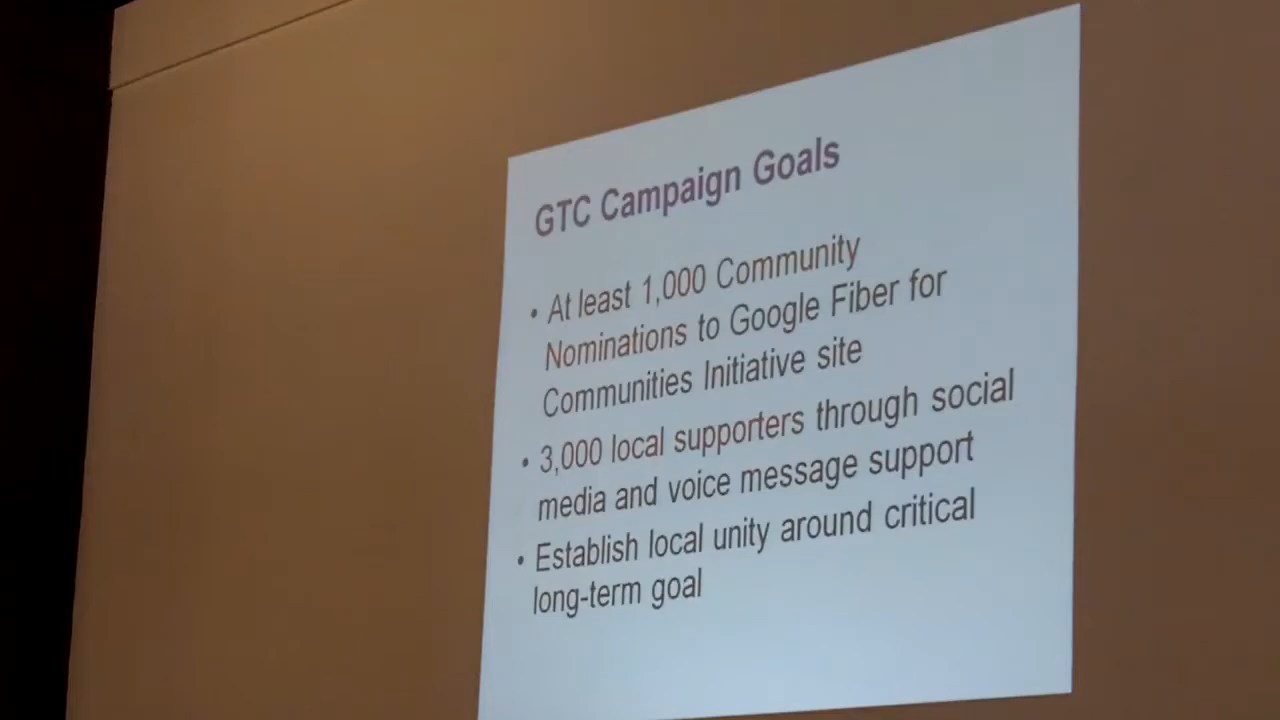 GTC Campaign Goals
• At least 1,000 Community
Nominations to Google Fiber for
Communities Initiative site
• 3,000 local supporters through social
media and voice message support
• Establish local unity around critical
long-term goal